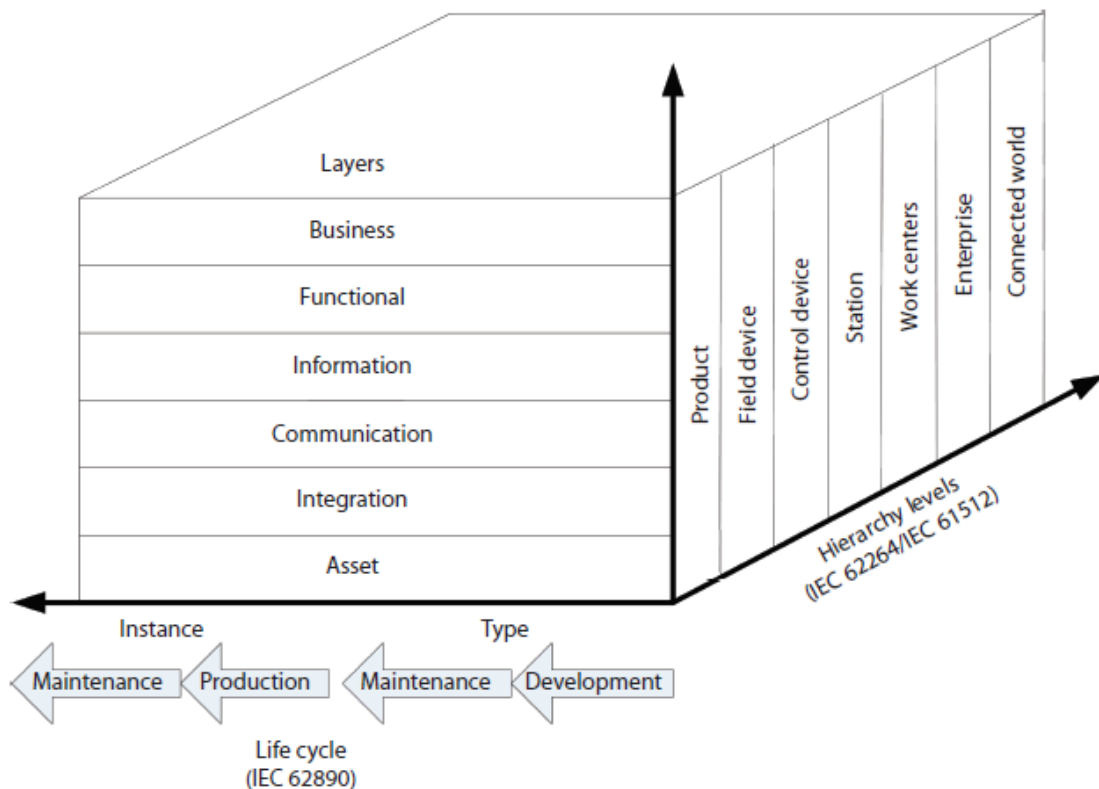 Layers
Business
Functional
Information
Communication
Integration
Asset
Product
Field device
Control device
Station
Work centers
Enterprise
Connected world
Hierarchy levels
(IEC 62264/IEC 61512)
Instance
Type
Maintenance
Production
Maintenance
Development
Life cycle
(IEC 62890)